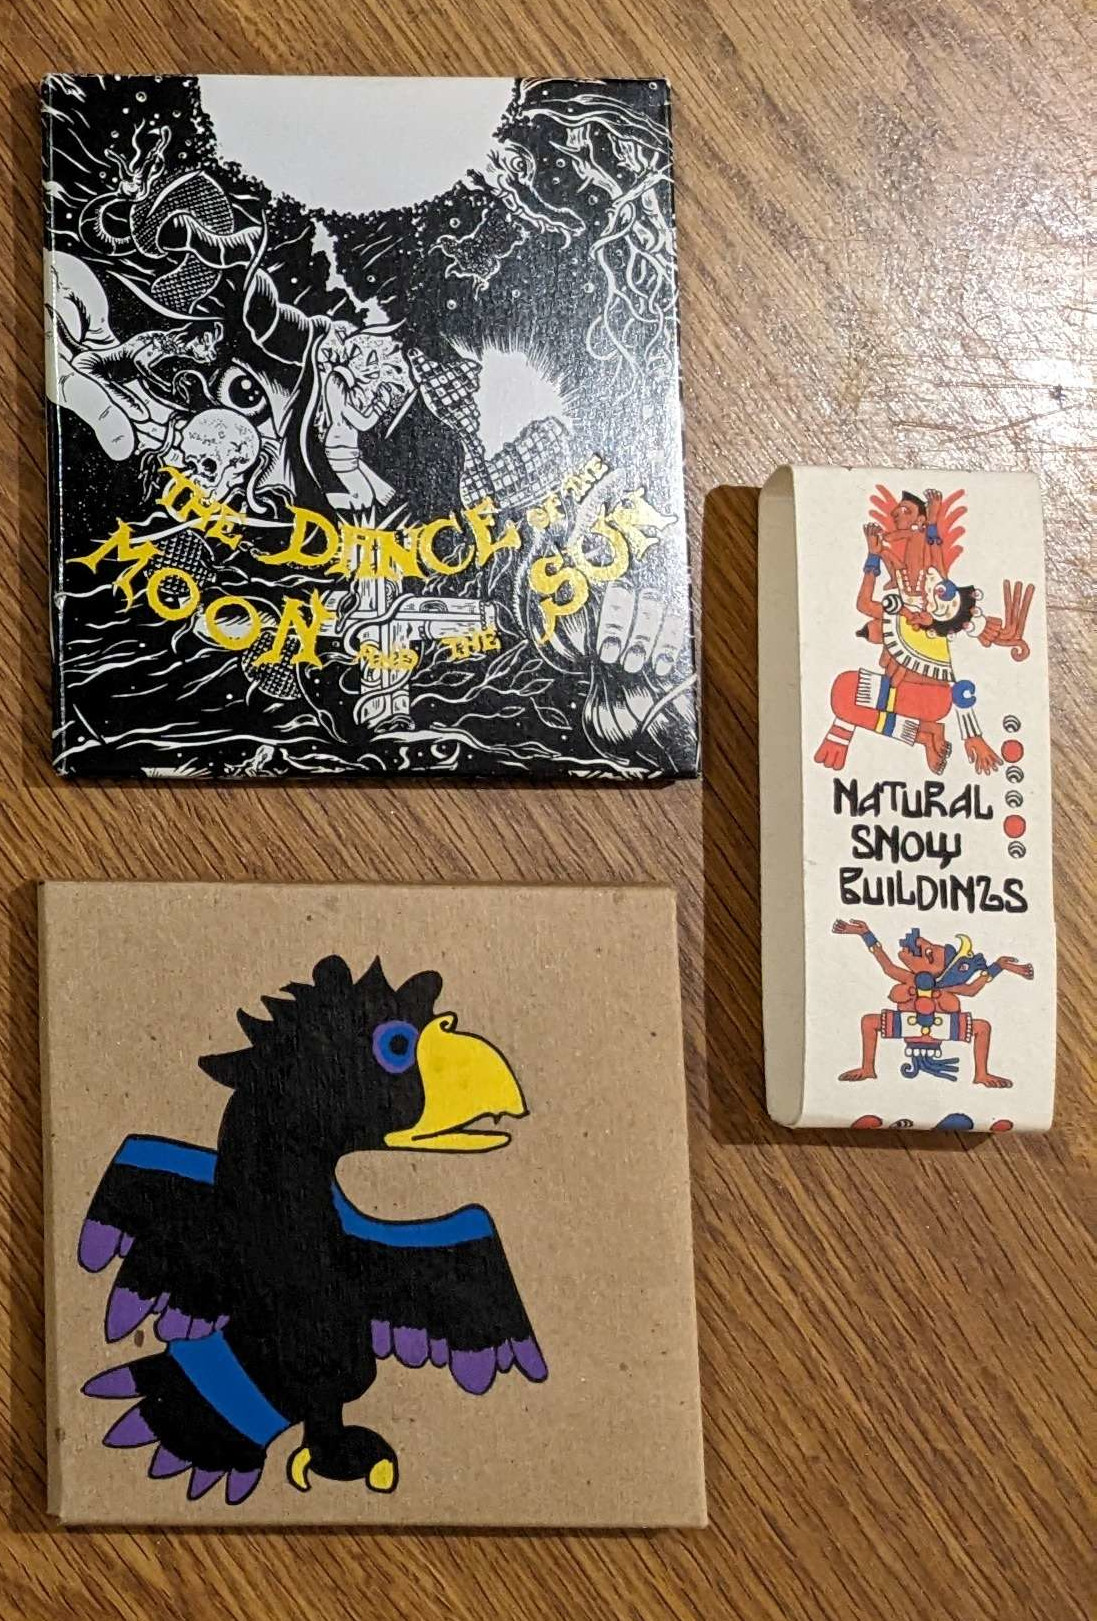 THE DANCE OF THE
MOON AND THE SUN
NATURAL
SNOW
BUILDINGS